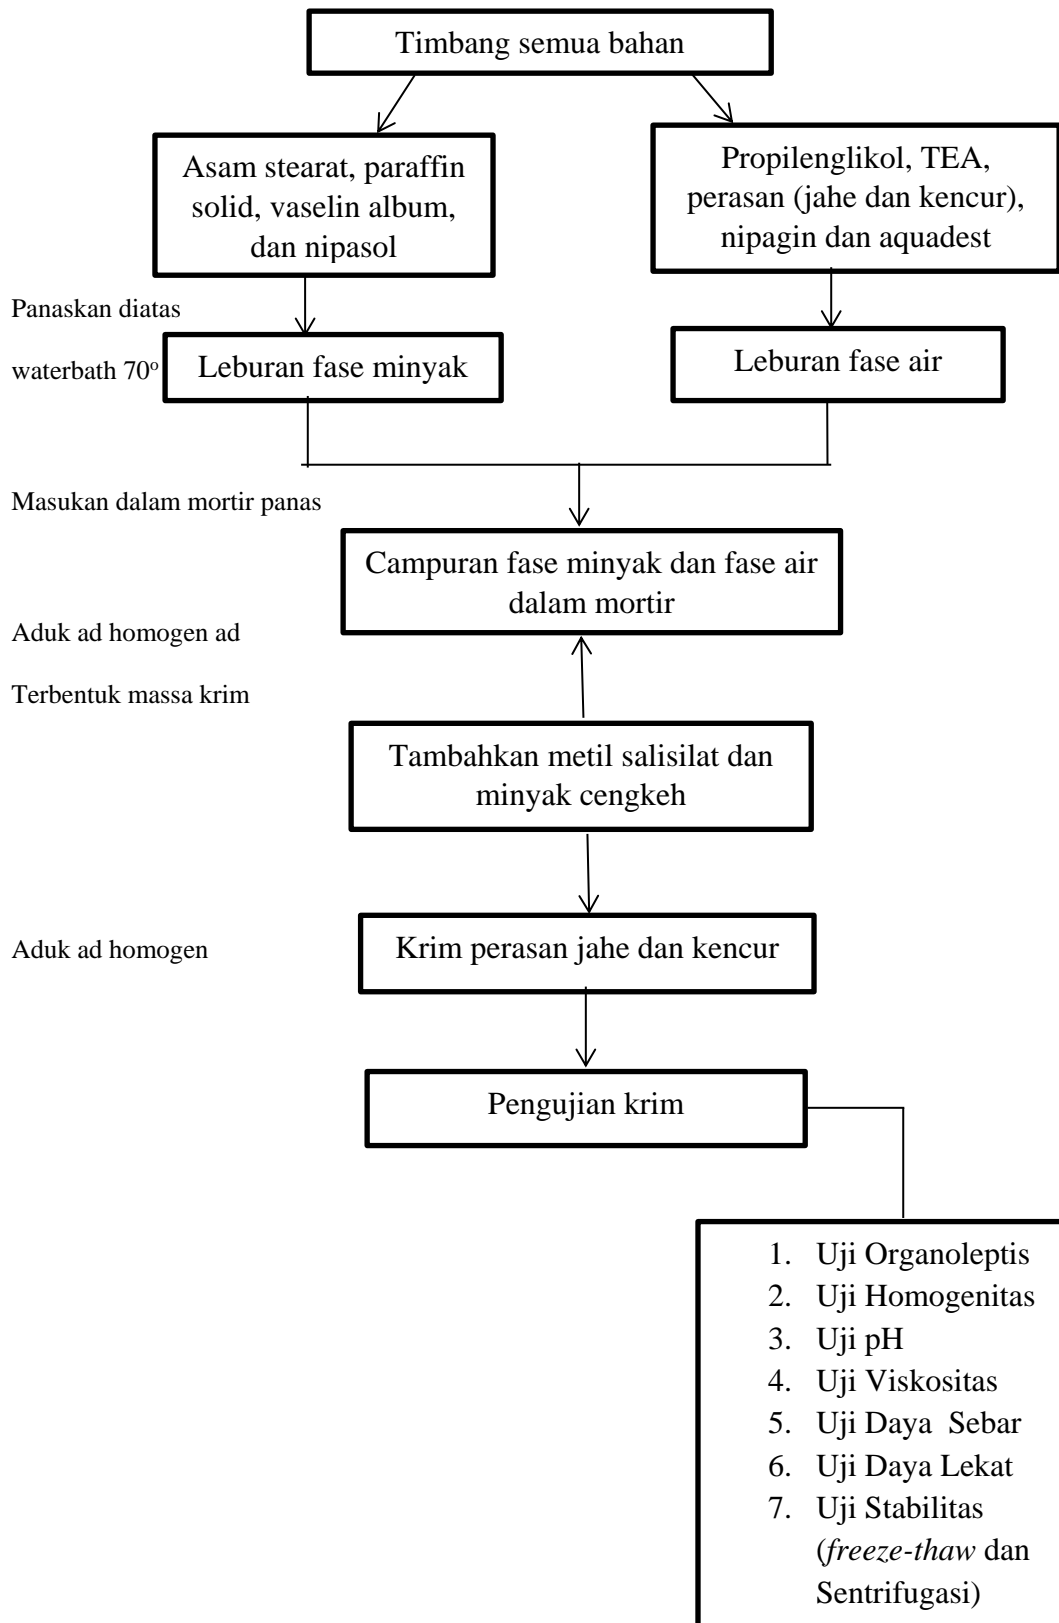 Timbang semua bahan
Asam stearat, paraffin
solid, vaselin album,
dan nipasol
Propilenglikol, TEA,
perasan (jahe dan kencur),
nipagin dan aquadest
Panaskan diatas
waterbath 70º
Leburan fase minyak
Leburan fase air
Masukan dalam mortir panas
Campuran fase minyak dan fase air
dalam mortir
Aduk ad homogen ad
Terbentuk massa krim
Tambahkan metil salisilat dan
minyak cengkeh
Aduk ad homogen
Krim perasan jahe dan kencur
Pengujian krim
1. Uji Organoleptis
2. Uji Homogenitas
3. Uji pH
4. Uji Viskositas
5. Uji Daya Sebar
6. Uji Daya Lekat
7. Uji Stabilitas
(freeze-thaw dan
Sentrifugasi)